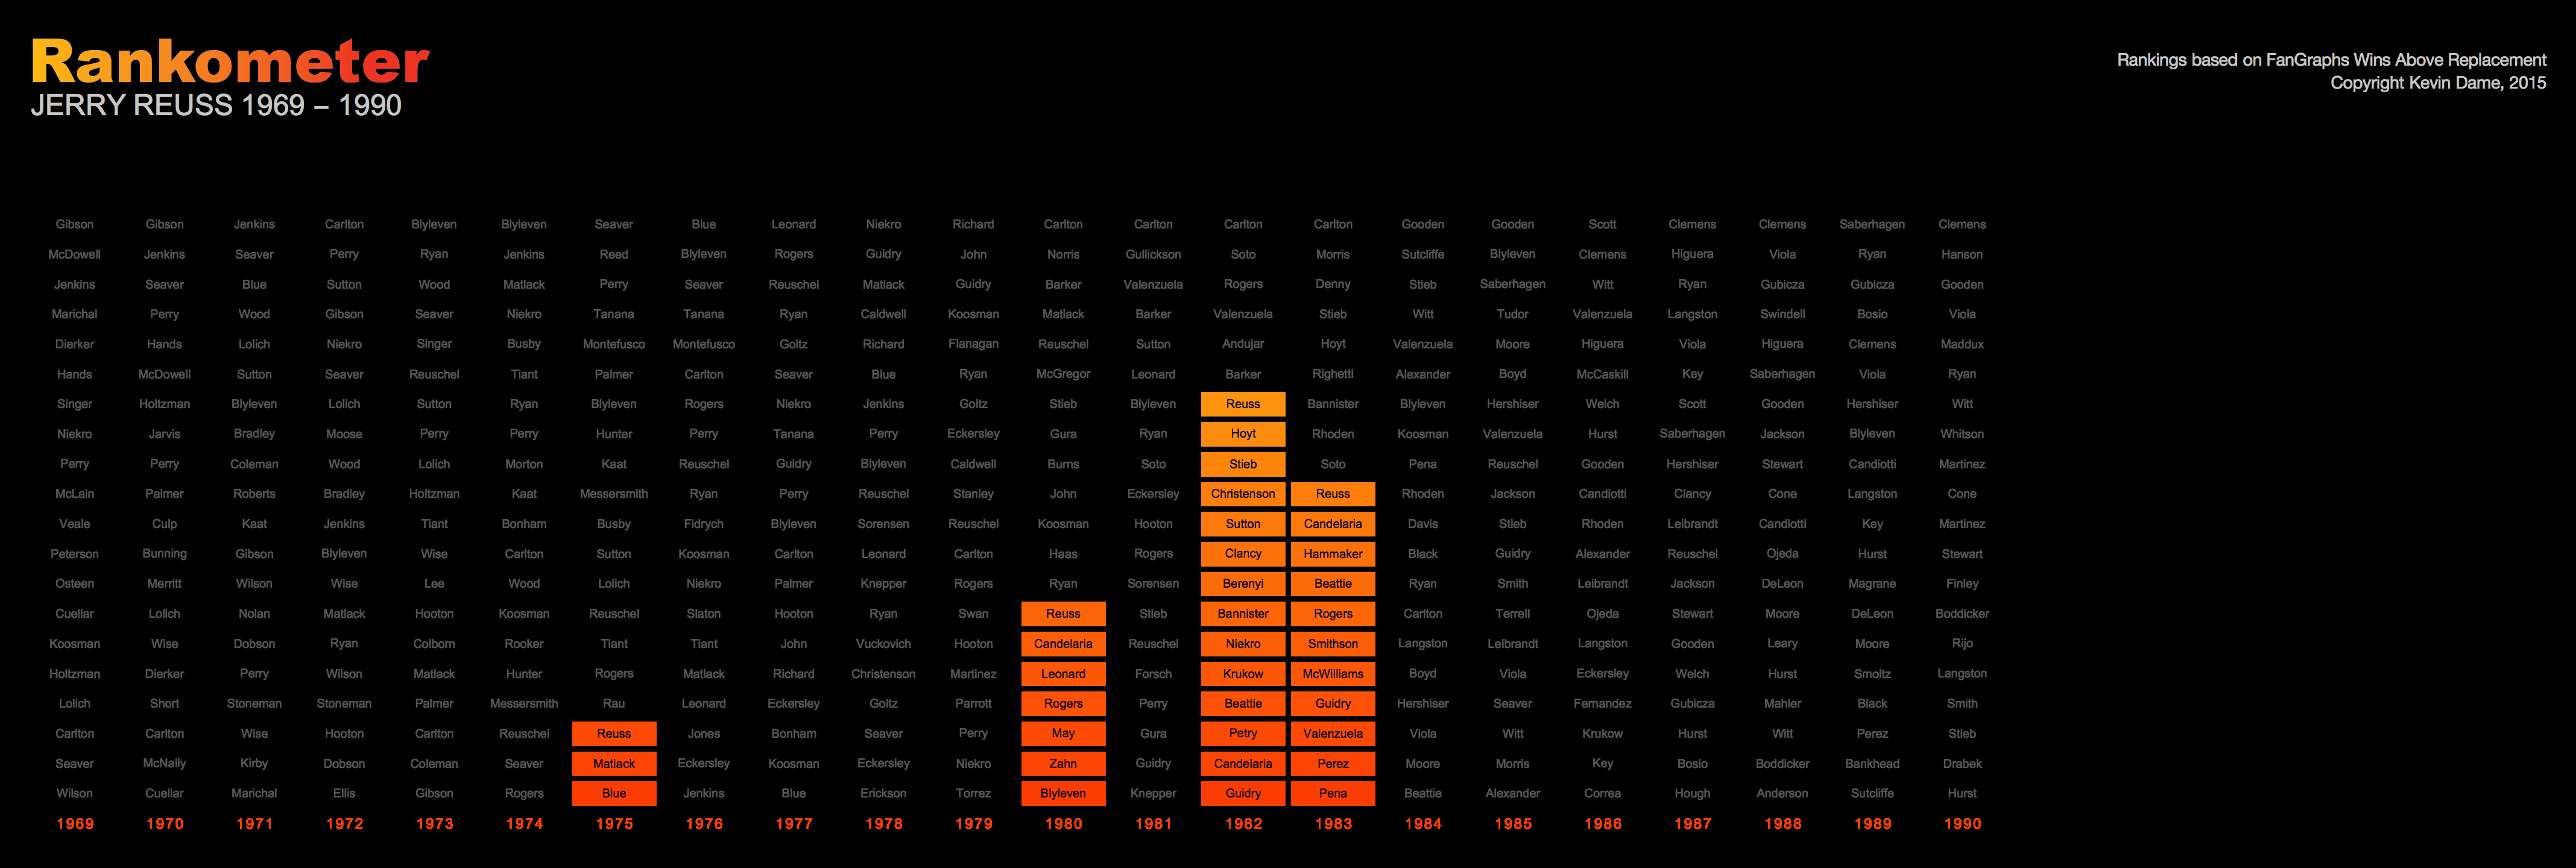 Rankometer
JERRY REUSS 1969 – 1990
Rankings based on FanGraphs Wins Above Replacement
Copyright Kevin Dame, 2015
Gibson Gibson Jenkins Carlton Blyleven Blyleven Seaver Blue Leonard Niekro Richard Carlton Carlton Carlton Carlton Gooden Gooden Scott Clemens Clemens Saberhagen Clemens
McDowell Jenkins Seaver Perry Ryan Jenkins Reed Blyleven Rogers Guidry John Norris Gullickson Soto Morris Sutcliffe Blyleven Clemens Higuera Viola Ryan Hanson
Jenkins Seaver Blue Sutton Wood Matlack Perry Seaver Reuschel Matlack Guidry Barker Valenzuela Rogers Denny Stieb Saberhagen Witt Ryan Gubicza Gubicza Gooden
Marichal Perry Wood Gibson Seaver Niekro Tanana Tanana Ryan Caldwell Koosman Matlack Barker Valenzuela Stieb Witt Tudor Valenzuela Langston Swindell Bosio Viola
Dierker Hands Lolich Niekro Singer Busby Montefusco Montefusco Goltz Richard Flanagan Reuschel Sutton Andujar Hoyt Valenzuela Moore Higuera Viola Higuera Clemens Maddux
Hands McDowell Sutton Seaver Reuschel Tiant Palmer Carlton Seaver Blue Ryan McGregor Leonard Barker Righetti Alexander Boyd McCaskill Key Saberhagen Viola Ryan
Singer Holtzman Blyleven Lolich Sutton Ryan Blyleven Rogers Niekro Jenkins Goltz Stieb Blyleven Reuss Bannister Blyleven Hershiser Welch Scott Gooden Hershiser Witt
Niekro Jarvis Bradley Moose Perry Perry Hunter Perry Tanana Perry Eckersley Gura Ryan Hoyt Rhoden Koosman Valenzuela Hurst Saberhagen Jackson Blyleven Whitson
Perry Perry Coleman Wood Lolich Morton Kaat Reuschel Guidry Blyleven Caldwell Burns Soto Stieb Soto Pena Reuschel Gooden Hershiser Stewart Candiotti Martinez
McLain Palmer Roberts Bradley Holtzman Kaat Messersmith Ryan Perry Reuschel Stanley John Eckersley Christenson Reuss Rhoden Jackson Candiotti Clancy Cone Langston Cone
Veale Culp Kaat Jenkins Tiant Bonham Busby Fidrych Blyleven Sorensen Reuschel Koosman Hooton Sutton Candelaria Davis Stieb Rhoden Leibrandt Candiotti Key Martinez
Peterson Bunning Gibson Blyleven Wise Carlton Sutton Koosman Carlton Leonard Carlton Haas Rogers Clancy Hammaker Black Guidry Alexander Reuschel Ojeda Hurst Stewart
Osteen Merritt Wilson Wise Lee Wood Lolich Niekro Palmer Knepper Rogers Ryan Sorensen Berenyi Beattie Ryan Smith Leibrandt Jackson DeLeon Magrane Finley
Cuellar Lolich Nolan Matlack Hooton Koosman Reuschel Slaton Hooton Ryan Swan Reuss Stieb Bannister Rogers Carlton Terrell Ojeda Stewart Moore DeLeon Boddicker
Koosman Wise Dobson Ryan Colborn Rooker Tiant Tiant John Vuckovich Hooton Candelaria Reuschel Niekro Smithson Langston Leibrandt Langston Gooden Leary Moore Rijo
Holtzman Dierker Perry Wilson Matlack Hunter Rogers Matlack Richard Christenson Martinez Leonard Forsch Krukow McWilliams Boyd Viola Eckersley Welch Hurst Smoltz Langston
Lolich Short Stoneman Stoneman Palmer Messersmith Rau Leonard Eckersley Goltz Parrott Rogers Perry Beattie Guidry Hershiser Seaver Fernandez Gubicza Mahler Black Smith
Carlton Carlton Wise Hooton Carlton Reuschel Reuss Jones Bonham Seaver Perry May Gura Petry Valenzuela Viola Witt Krukow Hurst Witt Perez Stieb
Seaver McNally Kirby Dobson Coleman Seaver Matlack Eckersley Koosman Eckersley Niekro Zahn Guidry Candelaria Perez Moore Morris Key Bosio Boddicker Bankhead Drabek
Wilson Cuellar Marichal Ellis Gibson Rogers Blue Jenkins Blue Erickson Torrez Blyleven Knepper Guidry Pena Beattie Alexander Correa Hough Anderson Sutcliffe Hurst
1969 1970 1971 1972 1973 1974 1975 1976 1977 1978 1979 1980 1981 1982 1983 1984 1985 1986 1987 1988 1989 1990